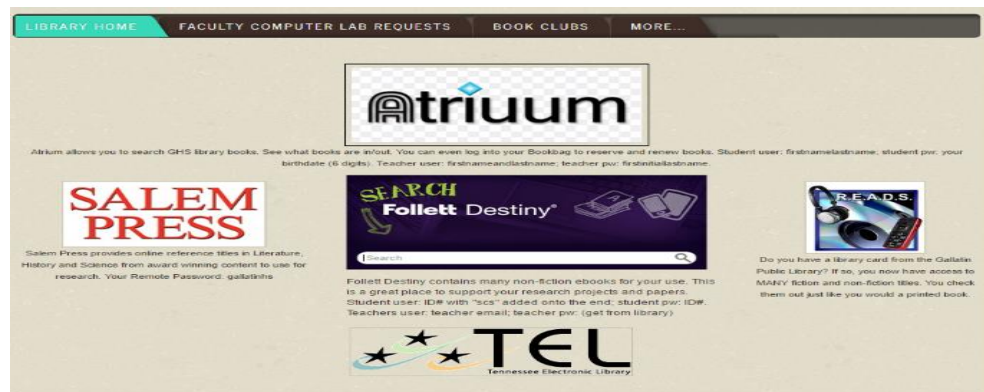 LIBRARY HOME FACULTY COMPUTER LAB REQUESTS BOOK CLUBS MORE...
Atriuum
Atrium allows you to search GHS library books. See what books are in/out. You can even log into your Bookbag to reserve and renew books. Student user: firstnamelastname; student pw: your
birthdate (6 digits). Teacher user: firstnameandlastname; teacher pw: firstinitiallastname.
SALEM
PRESS
Salem Press provides online reference titles in Literature,
History and Science from award winning content to use for
research. Your Remote Password: gallatinhs
SEARCH
Follett Destiny®
Search
Follett Destiny contains many non-fiction ebooks for your use. This
is a great place to support your research projects and papers.
Student user: ID# with "scs" added onto the end; student pw: ID#.
Teachers user: teacher email; teacher pw: (get from library)
R.E.A.D.S.
Do you have a library card from the Gallatin
Public Library? If so, you now have access to
MANY fiction and non-fiction titles. You check
them out just like you would a printed book.
TEL
Tennessee Electronic Library